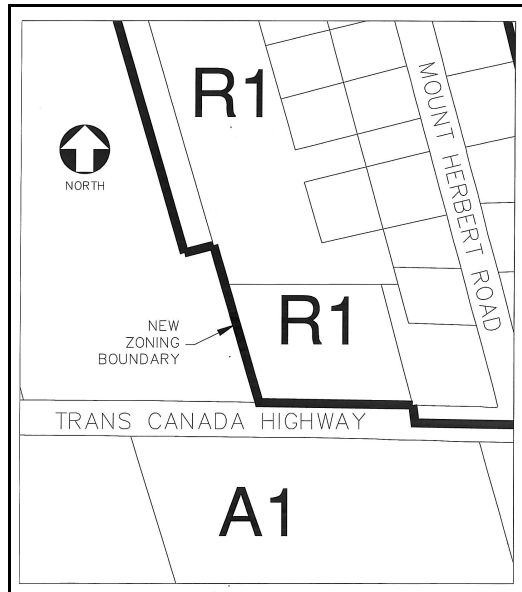 R1
MOUNT HERBERT ROAD
NORTH
R1
NEW
ZONING
BOUNDARY
TRANS CANADA HIGHWAY
A1